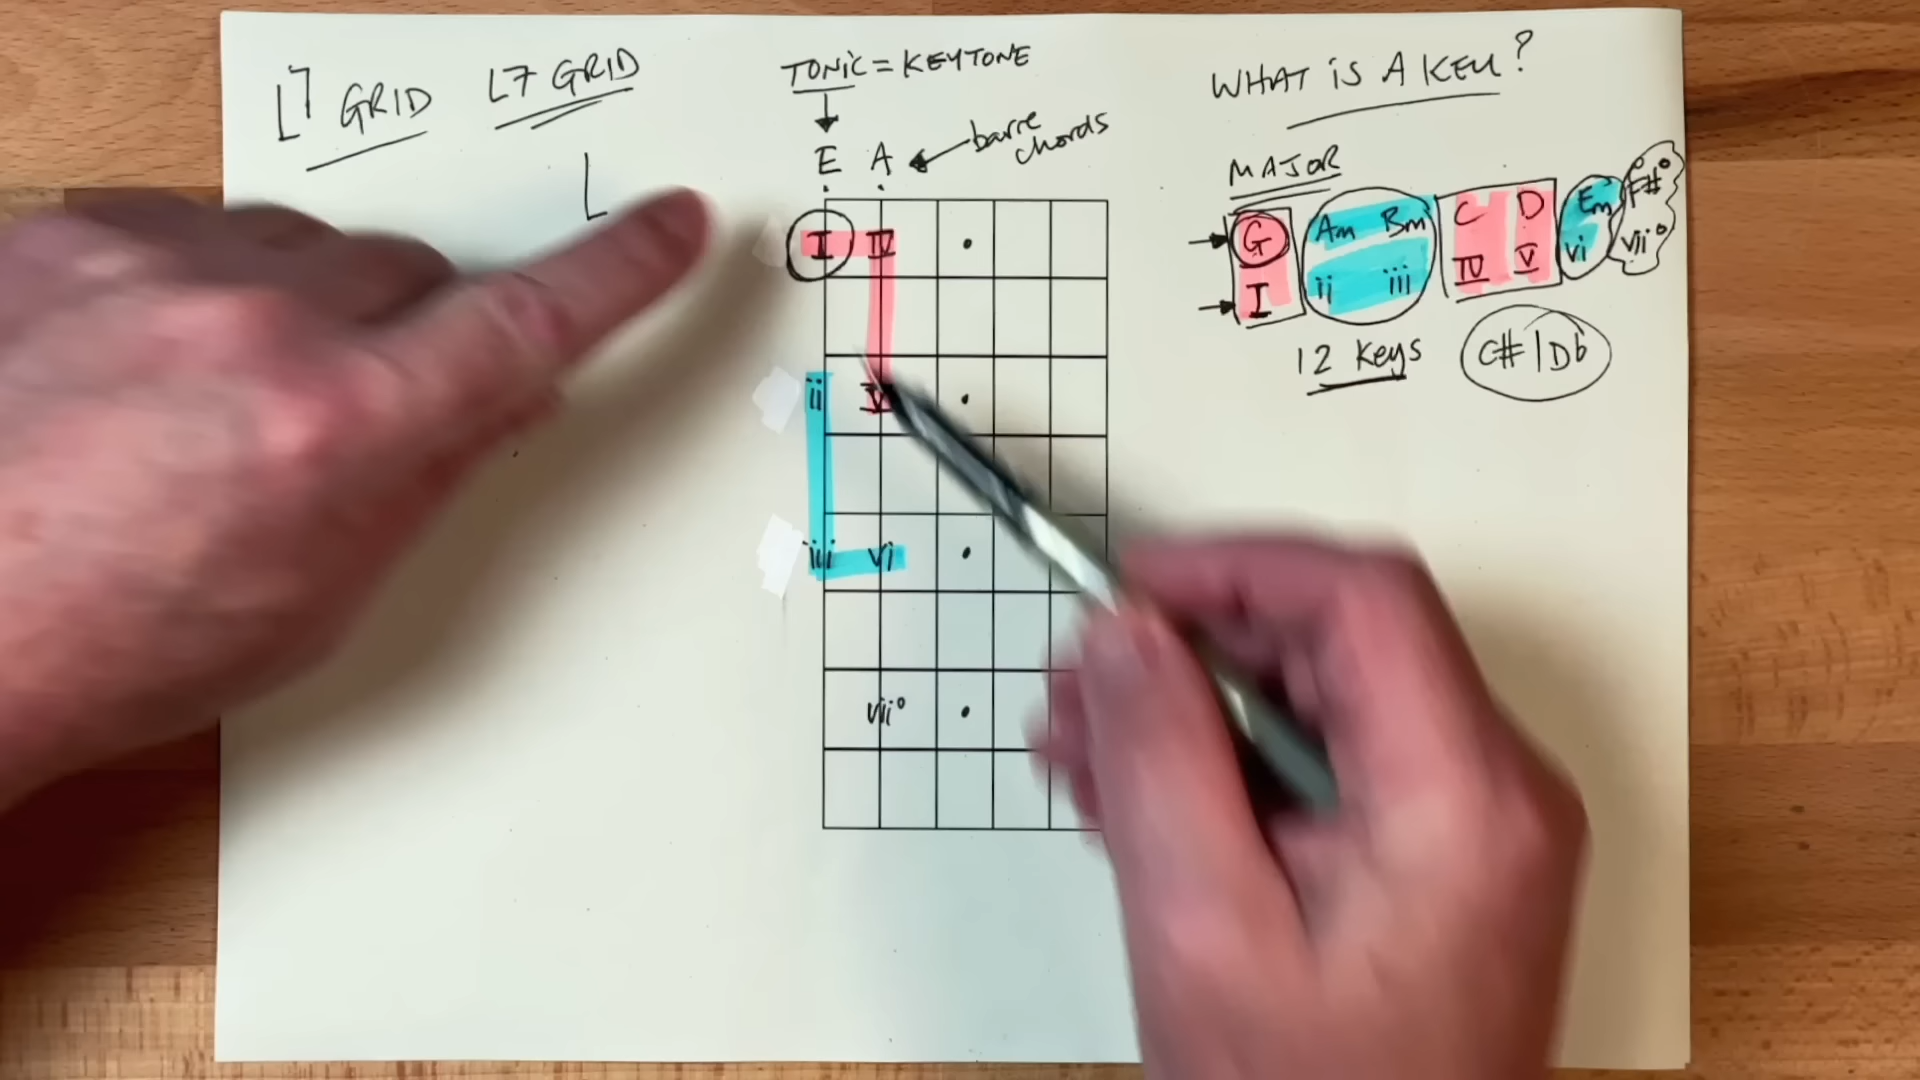 L7 GRID
L7 GRID
L
TONIC = KEYTONE
E A
barre
chords
I IV
ii V
iii vi
vii°
WHAT IS A KEY?
MAJOR
G Am Bm C D Em F#°
I ii iii IV V vi vii°
12 Keys
C# | Db